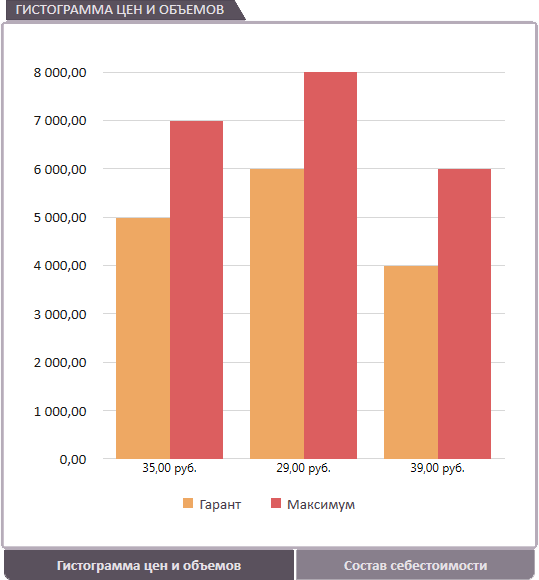 ГИСТОГРАММА ЦЕН И ОБЪЕМОВ
8 000,00
7 000,00
6 000,00
5 000,00
4 000,00
3 000,00
2 000,00
1 000,00
0,00
35,00 руб. 29,00 руб. 39,00 руб.
Гарант Максимум
Гистограмма цен и объемов Состав себестоимости